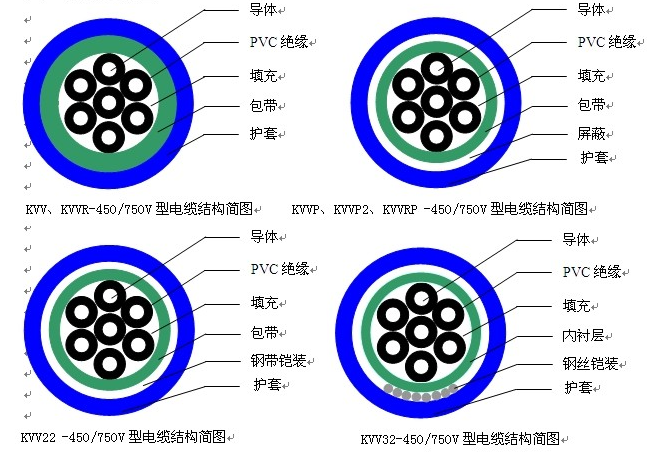 导体
PVC 绝缘
填充
包带
护套
KVV、KVVR-450/750V 型电缆结构简图
导体
PVC 绝缘
填充
包带
屏蔽
护套
KVVP、KVVP2、KVVRP -450/750V 型电缆结构简图
导体
PVC 绝缘
填充
包带
钢带铠装
护套
KVV22 -450/750V 型电缆结构简图
导体
PVC 绝缘
填充
内衬层
钢丝铠装
护套
KVV32-450/750V 型电缆结构简图